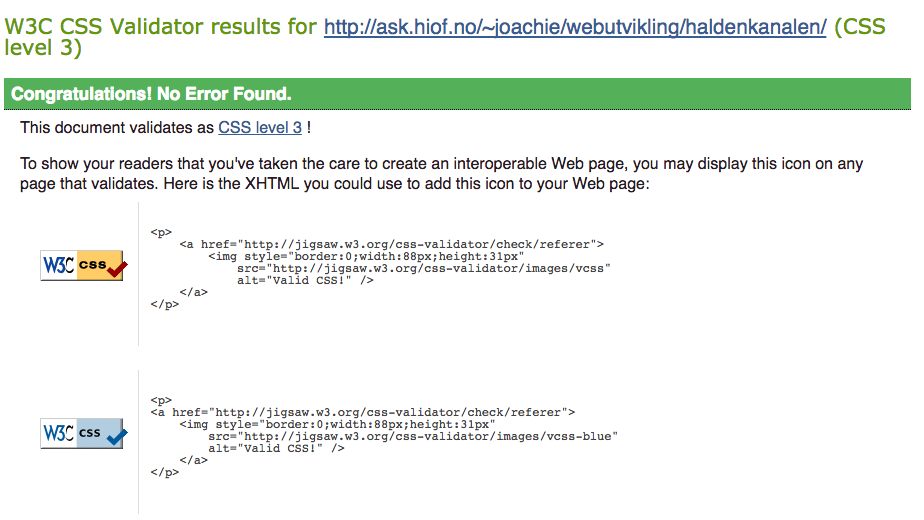 W3C CSS Validator results for http://ask.hiof.no/~joachie/webutvikling/haldenkanalen/ (CSS
level 3)
Congratulations! No Error Found.
This document validates as CSS level 3 !
To show your readers that you've taken the care to create an interoperable Web page, you may display this icon on any
page that validates. Here is the XHTML you could use to add this icon to your Web page:
W3C css
<p>
<a href="http://jigsaw.w3.org/css-validator/check/referer">
<img style="border:0;width:88px;height:31px"
src="http://jigsaw.w3.org/css-validator/images/vcss"
alt="Valid CSS!" />
</a>
</p>
W3C css
<p>
<a href="http://jigsaw.w3.org/css-validator/check/referer">
<img style="border:0;width:88px;height:31px"
src="http://jigsaw.w3.org/css-validator/images/vcss-blue"
alt="Valid CSS!" />
</a>
</p>